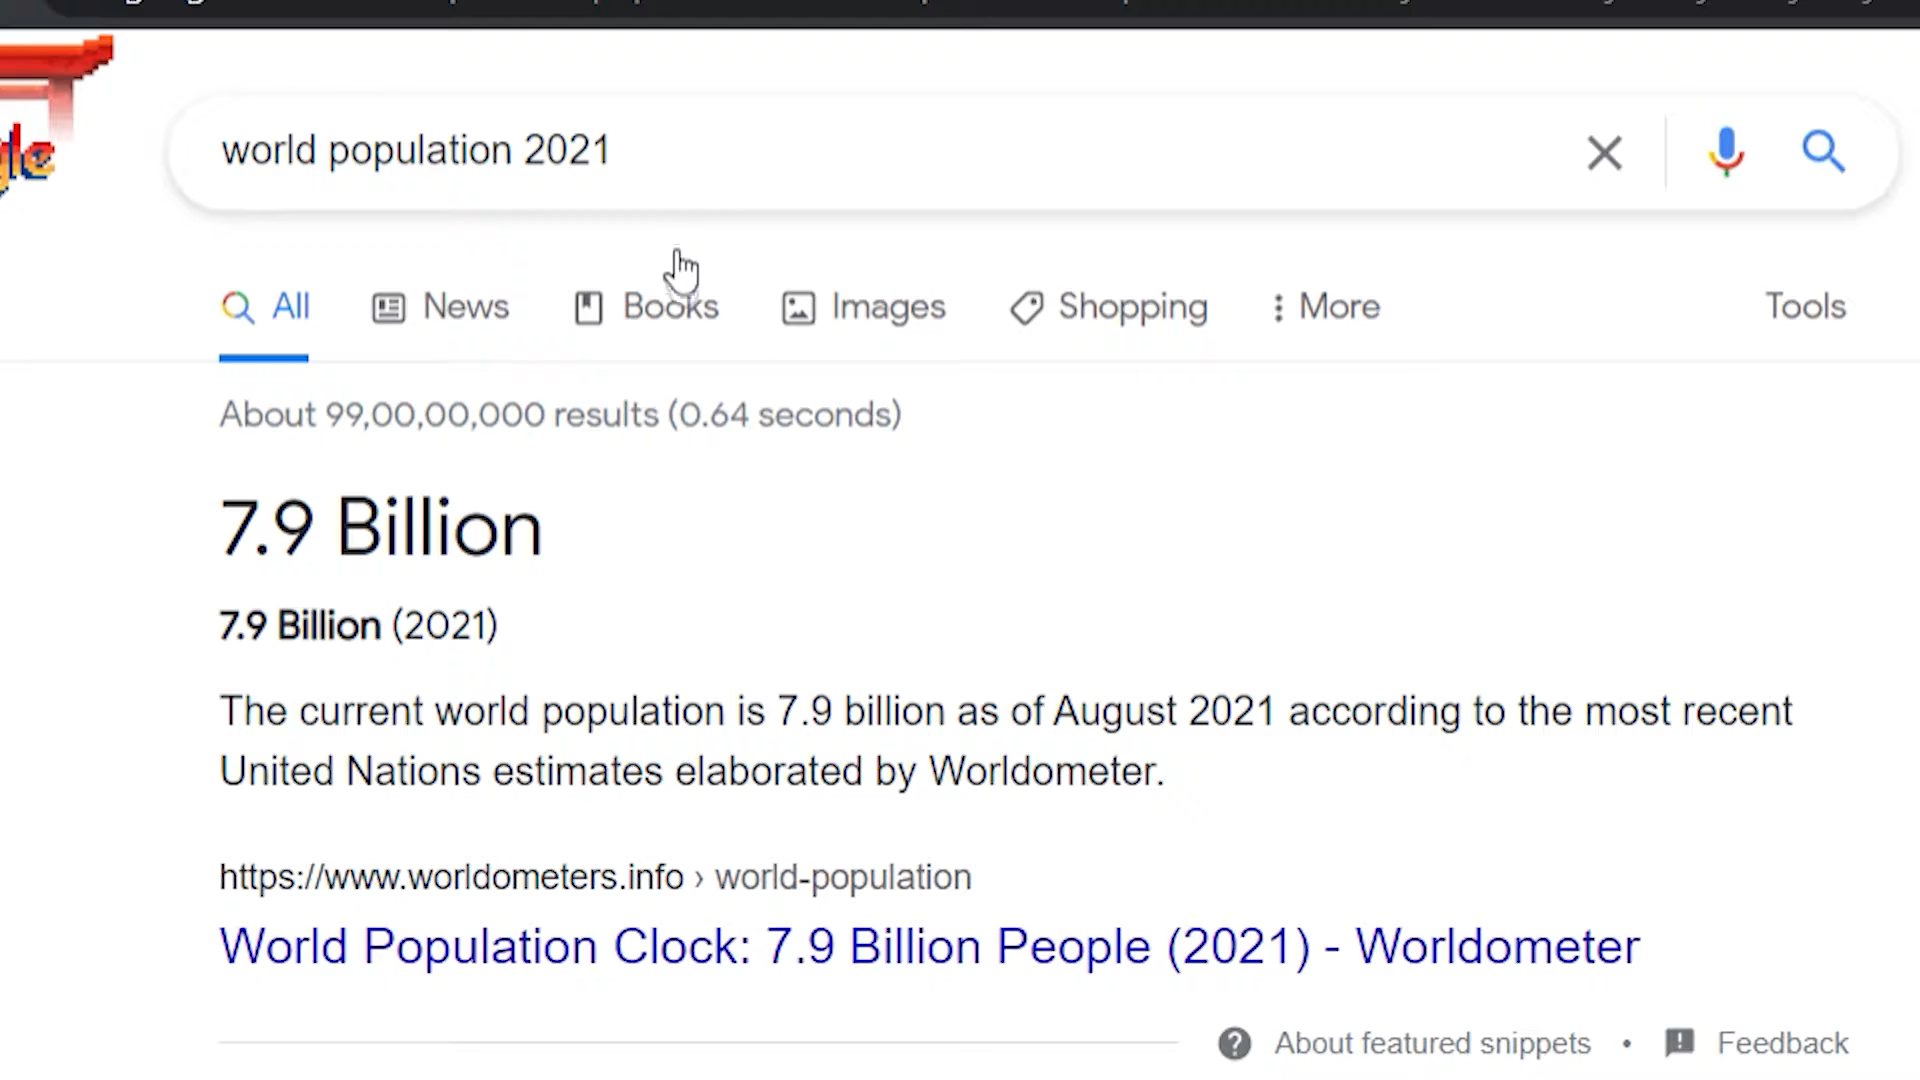 gle
world population 2021
All News Books Images Shopping More Tools
About 99,00,00,000 results (0.64 seconds)
7.9 Billion
7.9 Billion (2021)
The current world population is 7.9 billion as of August 2021 according to the most recent
United Nations estimates elaborated by Worldometer.
https://www.worldometers.info › world-population
World Population Clock: 7.9 Billion People (2021) - Worldometer
About featured snippets • Feedback